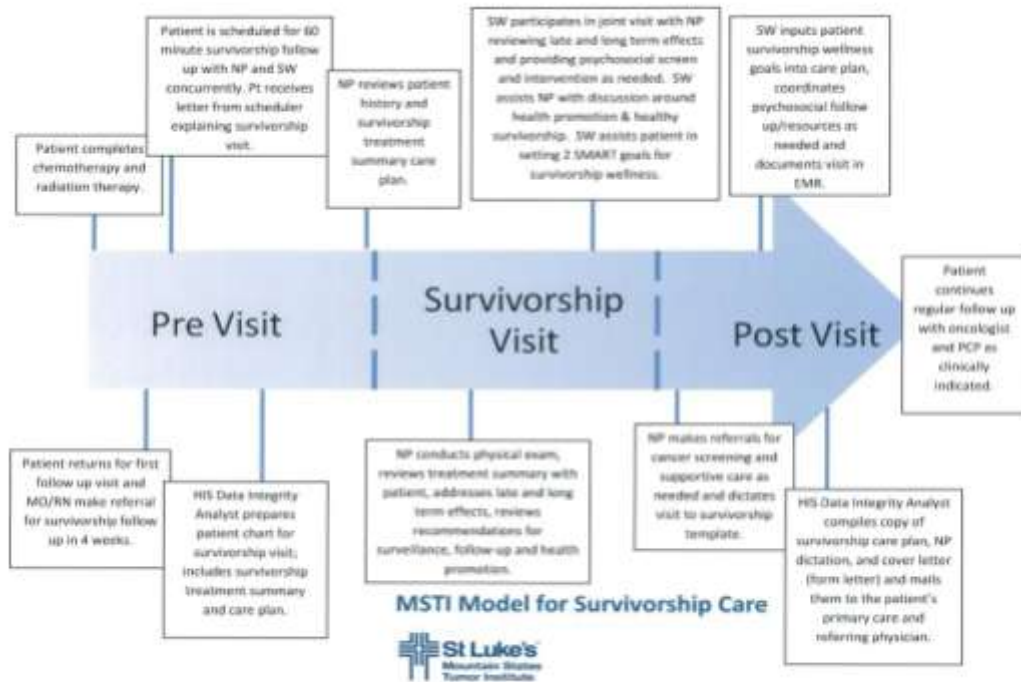 Patient completes
chemotherapy and
radiation therapy.
Patient is scheduled for 60
minute survivorship follow
up with NP and SW
concurrently. Pt receives
letter from scheduler
explaining survivorship
visit.
NP reviews patient
history and
survivorship
treatment
summary care
plan.
SW participates in joint visit with NP
reviewing late and long term effects
and providing psychosocial screen
and intervention as needed. SW
assists NP with discussion around
health promotion & healthy
survivorship. SW assists patient in
setting 2 SMART goals for
survivorship wellness.
SW inputs patient
survivorship wellness
goals into care plan,
coordinates
psychosocial follow
up/resources as
needed and
documents visit in
EMR.
Pre Visit
Survivorship
Visit
Post Visit
Patient
continues
regular follow up
with oncologist
and PCP as
clinically
indicated.
Patient returns for first
follow up visit and
MO/RN make referral
for survivorship follow
up in 4 weeks.
HIS Data Integrity
Analyst prepares
patient chart for
survivorship visit;
includes survivorship
treatment summary
and care plan.
NP conducts physical exam,
reviews treatment summary with
patient, addresses late and long
term effects, reviews
recommendations for
surveillance, follow-up and health
promotion.
NP makes referrals for
cancer screening and
supportive care as
needed and dictates
visit to survivorship
template.
HIS Data Integrity Analyst
compiles copy of
survivorship care plan, NP
dictation, and cover letter
(form letter) and mails
them to the patient's
primary care and
referring physician.
MSTI Model for Survivorship Care
St Luke's
Mountain States
Tumor Institute